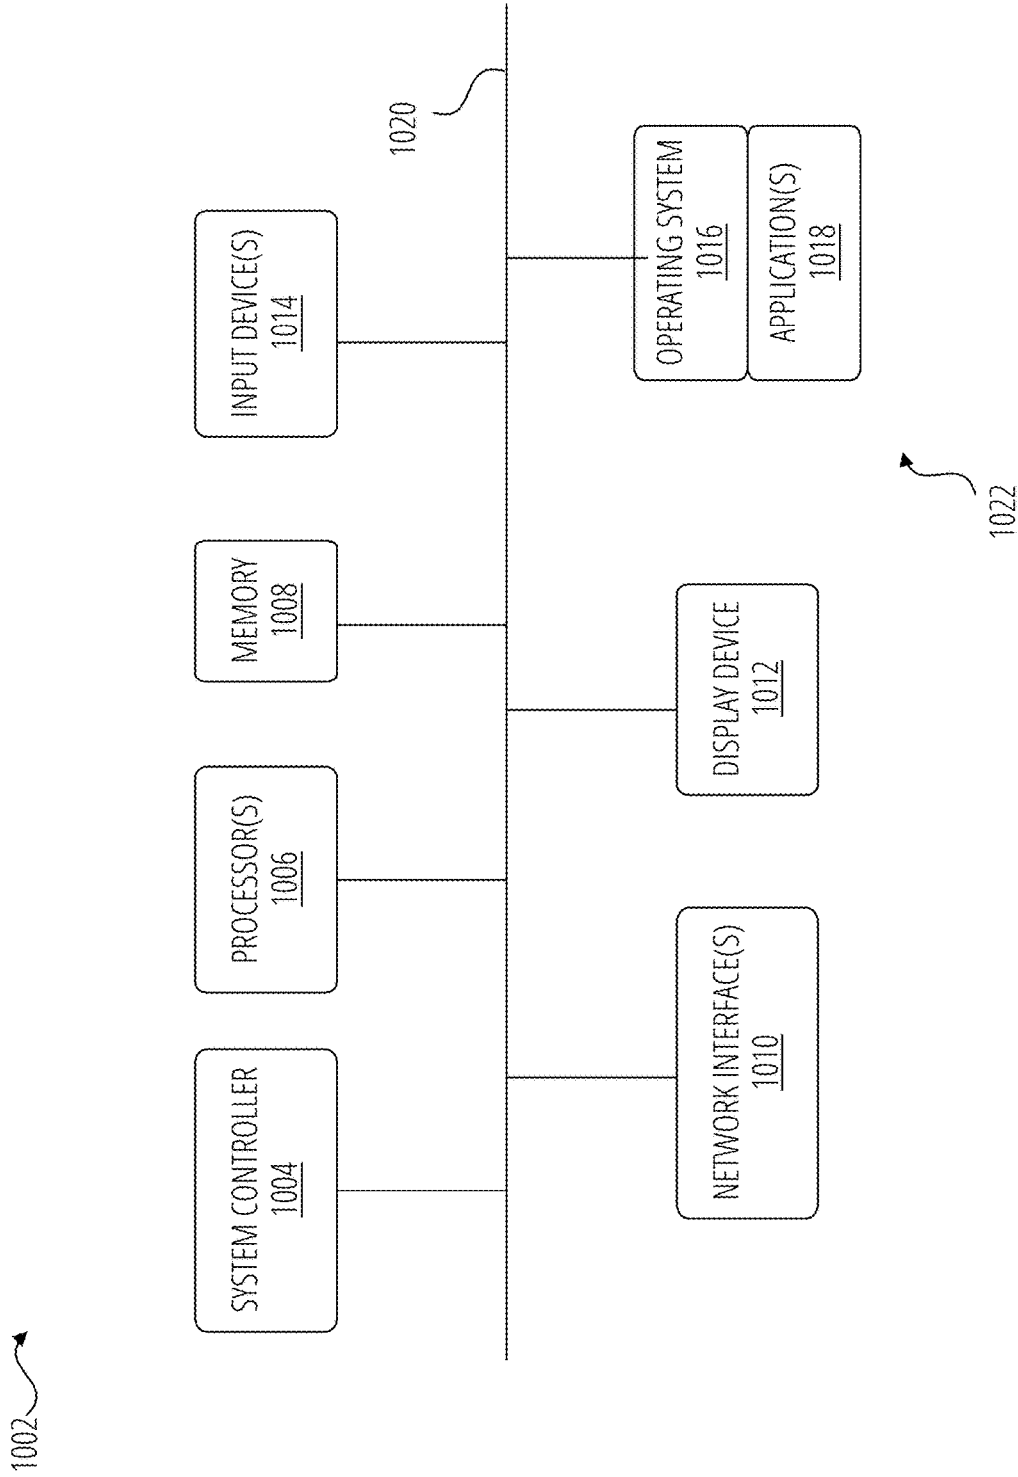 1002
SYSTEM CONTROLLER
1004
PROCESSOR(S)
1006
MEMORY
1008
INPUT DEVICE(S)
1014
1020
NETWORK INTERFACE(S)
1010
DISPLAY DEVICE
1012
OPERATING SYSTEM
1016
APPLICATION(S)
1018
1022